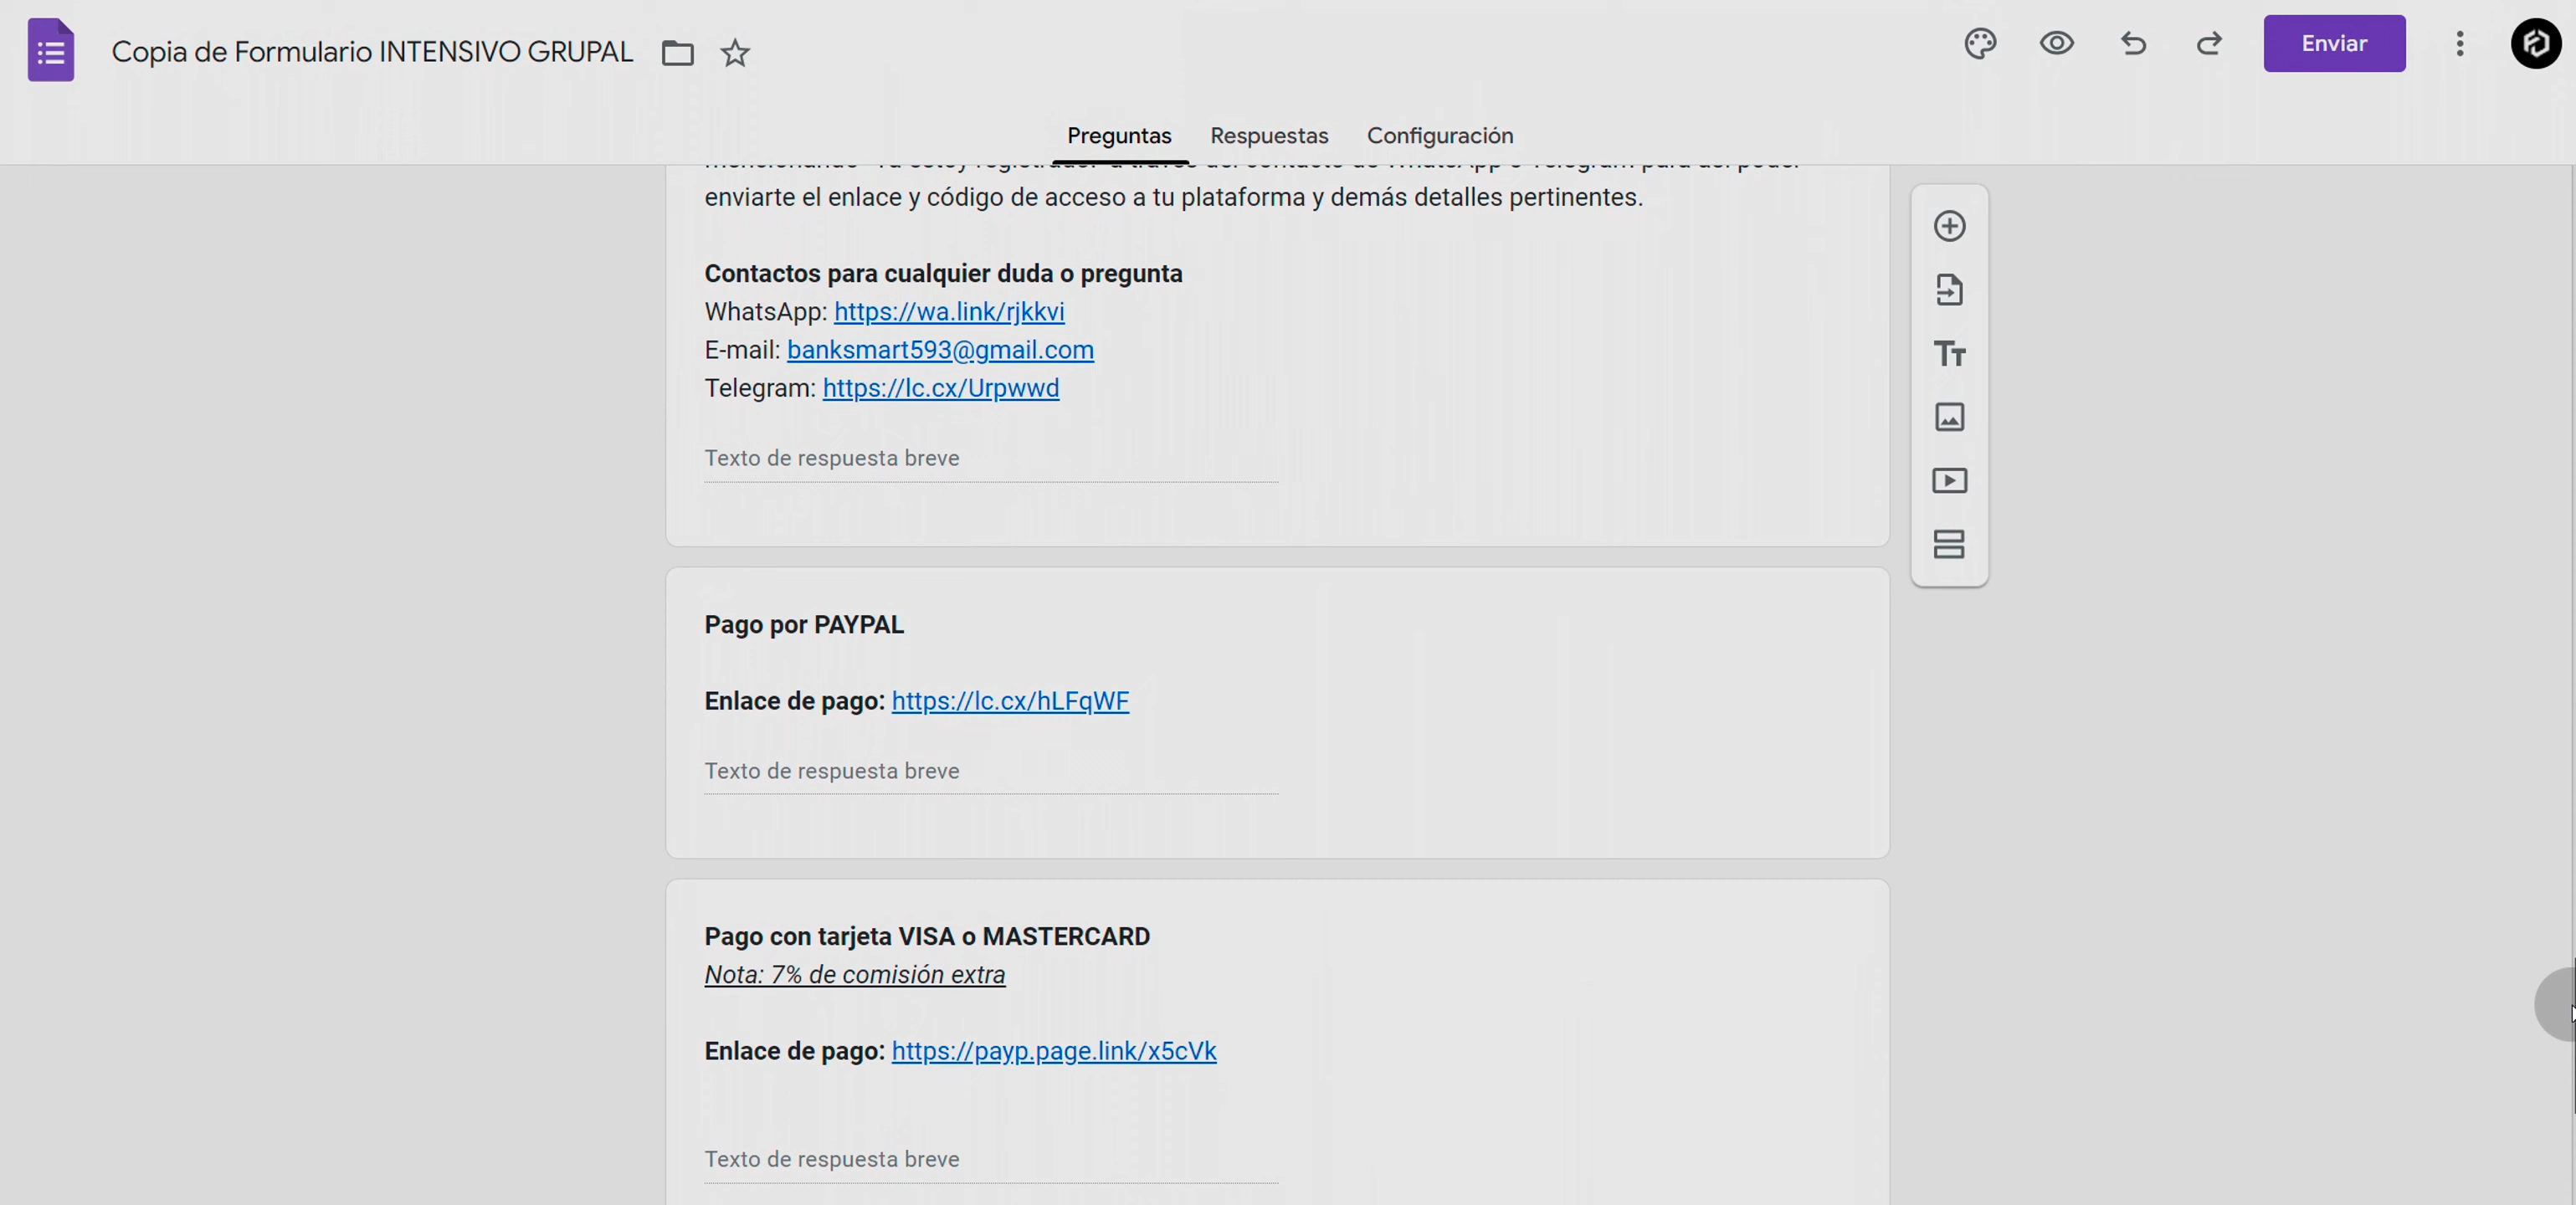 Copia de Formulario INTENSIVO GRUPAL
Enviar
Preguntas Respuestas Configuración
enviarte el enlace y código de acceso a tu plataforma y demás detalles pertinentes.
Contactos para cualquier duda o pregunta
WhatsApp: https://wa.link/rjkkvi
E-mail: banksmart593@gmail.com
Telegram: https://lc.cx/Urpwwd
Texto de respuesta breve
Pago por PAYPAL
Enlace de pago: https://lc.cx/hLFqWF
Texto de respuesta breve
Pago con tarjeta VISA o MASTERCARD
Nota: 7% de comisión extra
Enlace de pago: https://payp.page.link/x5cVk
Texto de respuesta breve